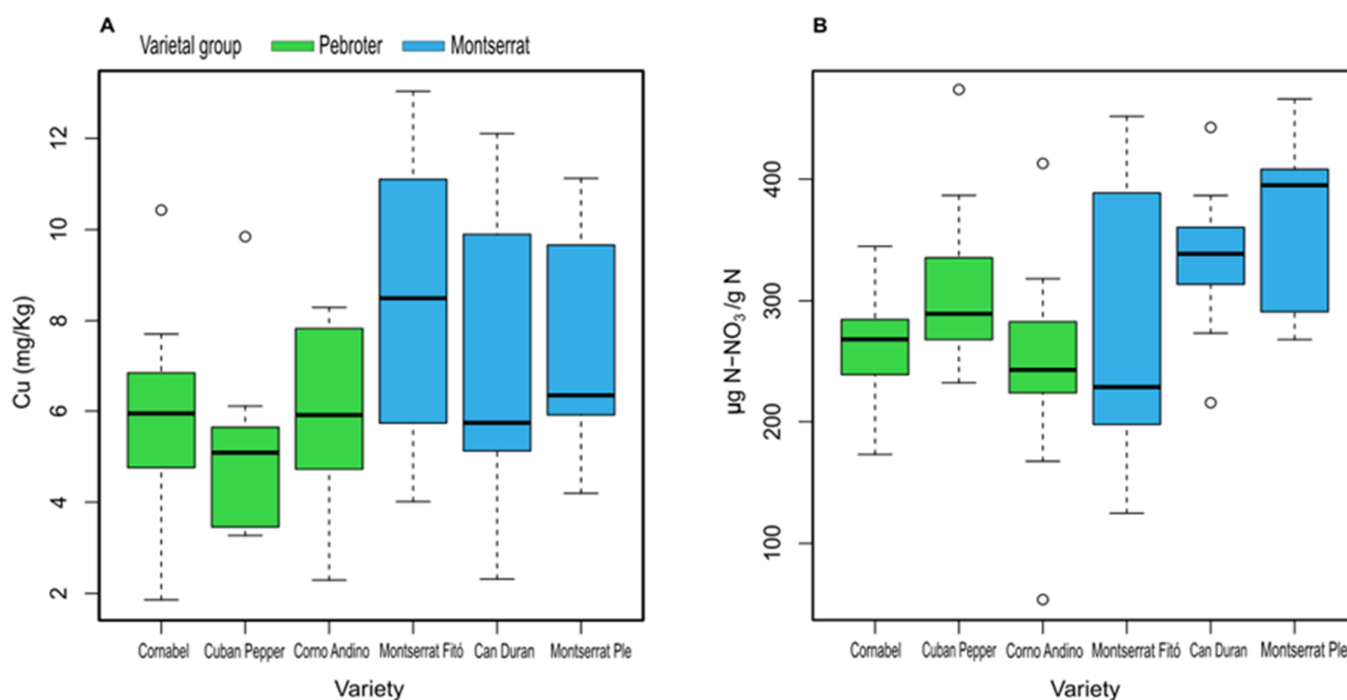 A
Varietal group Pebroter Montserrat
Cu (mg/Kg)
12
10
8
6
4
2
Cornabel Cuban Pepper Corno Andino Montserrat Fitó Can Duran Montserrat Ple
Variety
B
µg N−NO₃/g N
400
300
200
100
Cornabel Cuban Pepper Corno Andino Montserrat Fitó Can Duran Montserrat Ple
Variety